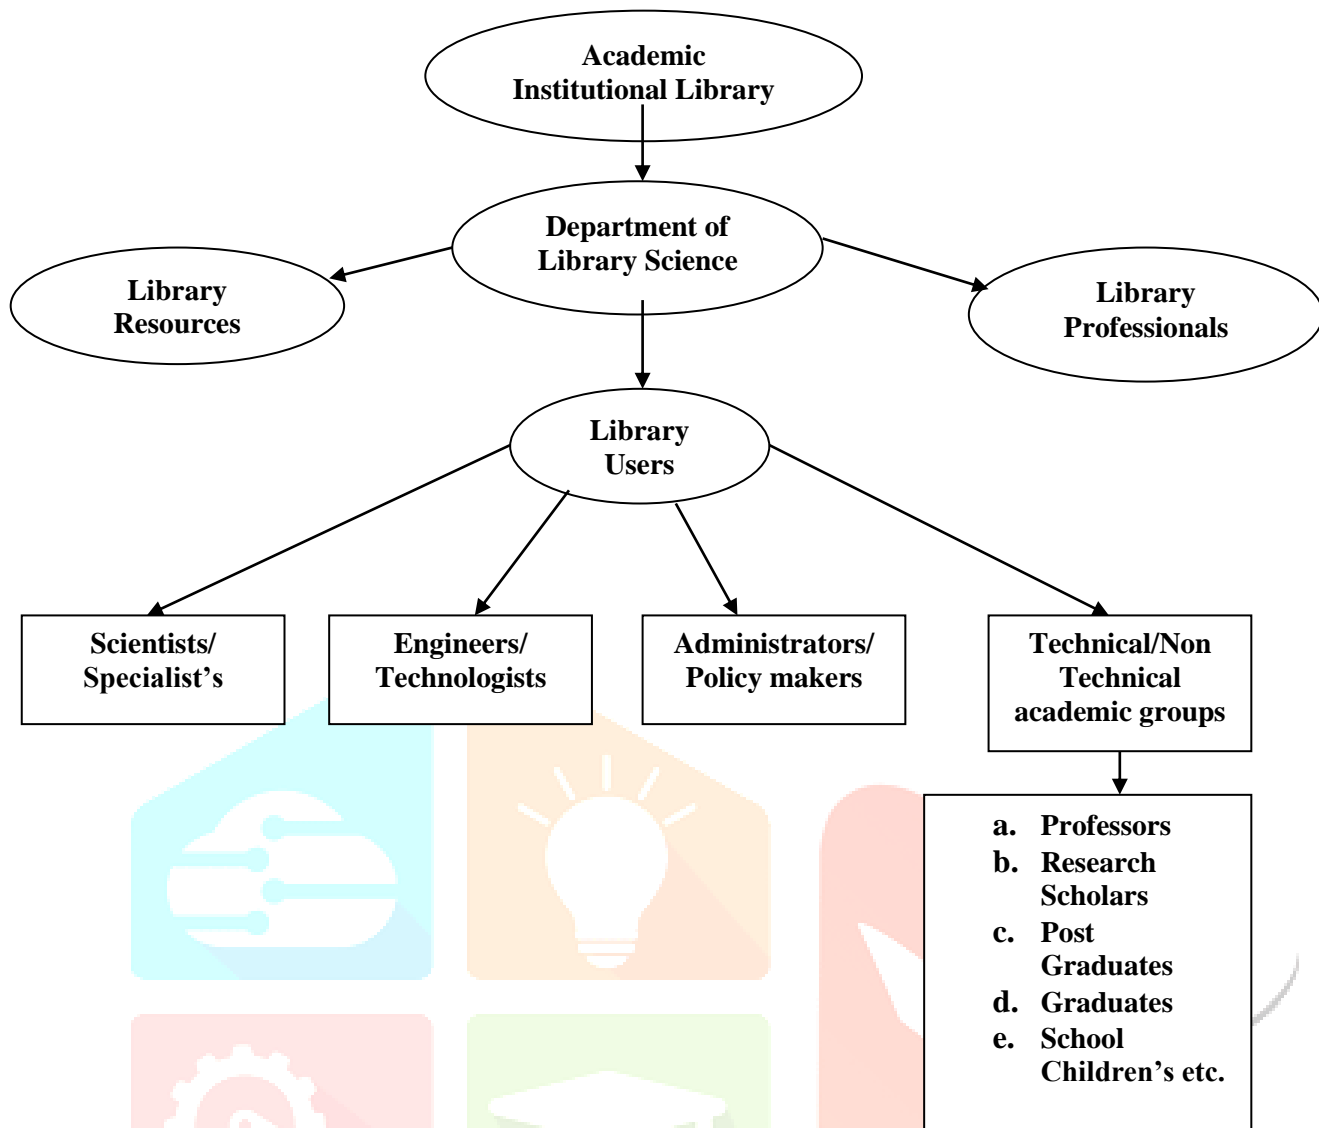 Academic
Institutional Library
Department of
Library Science
Library
Resources
Library
Professionals
Library
Users
Scientists/
Specialist’s
Engineers/
Technologists
Administrators/
Policy makers
Technical/Non
Technical
academic groups
a. Professors
b. Research
Scholars
c. Post
Graduates
d. Graduates
e. School
Children’s etc.